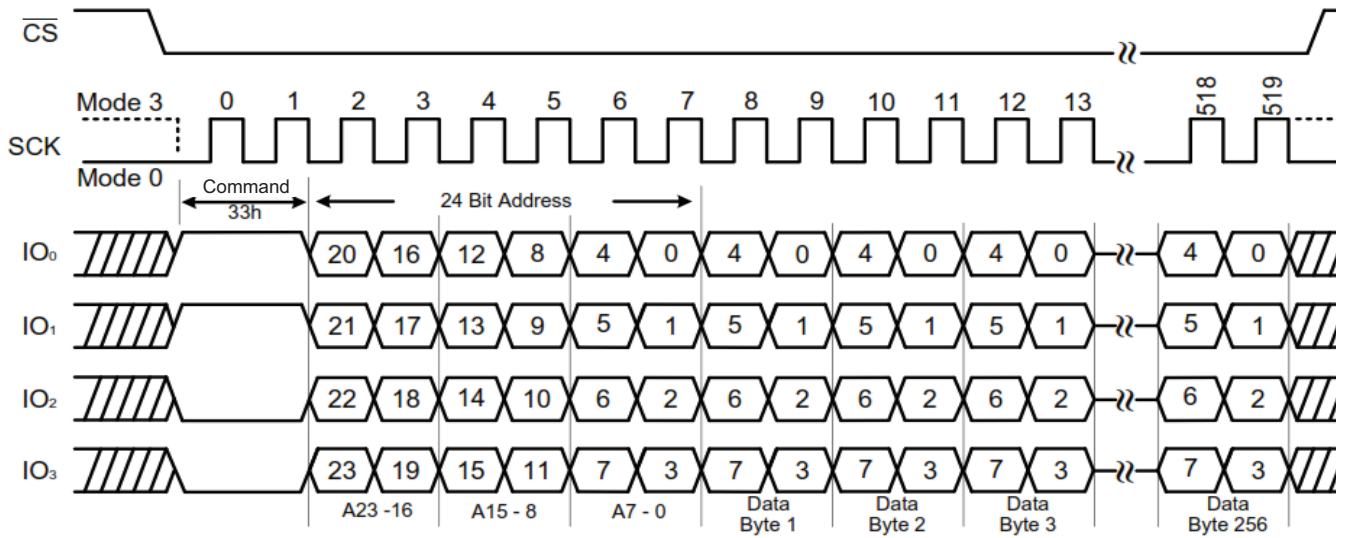 CS
Mode 3 0 1 2 3 4 5 6 7 8 9 10 11 12 13 518 519
SCK
Mode 0
Command
33h
24 Bit Address
IO₀ 20 16 12 8 4 0 4 0 4 0 4 0 4 0
IO₁ 21 17 13 9 5 1 5 1 5 1 5 1 5 1
IO₂ 22 18 14 10 6 2 6 2 6 2 6 2 6 2
IO₃ 23 19 15 11 7 3 7 3 7 3 7 3 7 3
A23 -16 A15 - 8 A7 - 0 Data Data Data Data
Byte 1 Byte 2 Byte 3 Byte 256